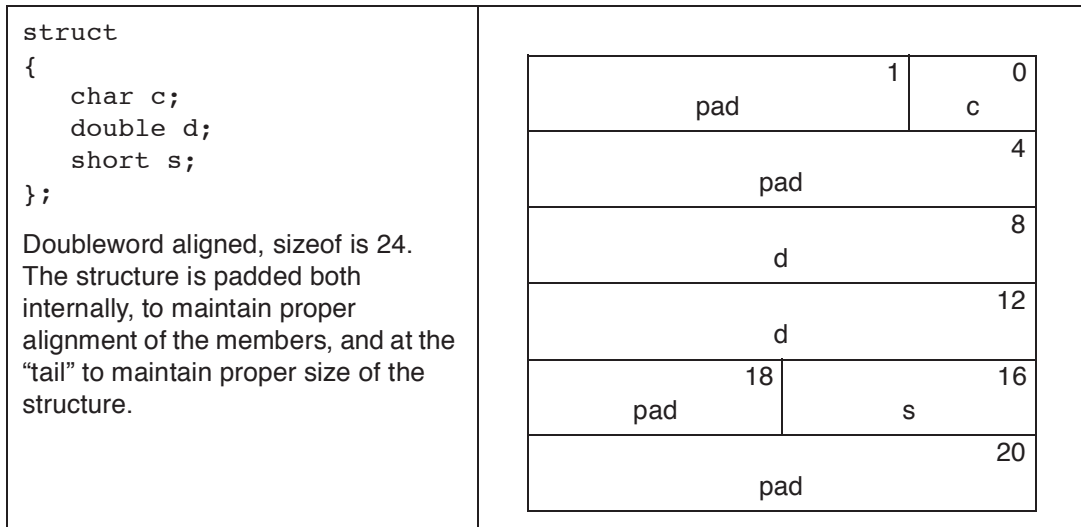 struct
{
char c;
double d;
short s;
};
Doubleword aligned, sizeof is 24.
The structure is padded both
internally, to maintain proper
alignment of the members, and at the
“tail” to maintain proper size of the
structure.
1 0
pad c
4
pad
8
d
12
d
18 16
pad s
20
pad